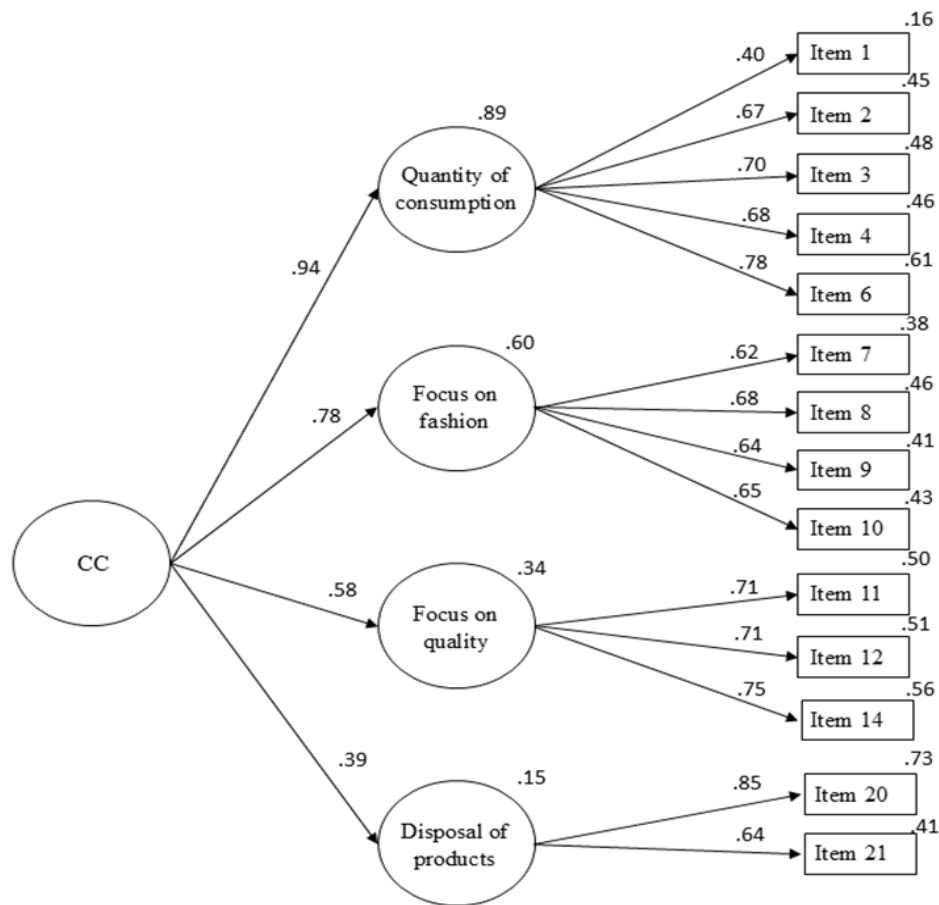 .16
.40
Item 1
.45
.67
Item 2
.89
.48
.70
Item 3
Quantity of
consumption
.46
.68
Item 4
.94
.61
.78
Item 6
.38
.60
.62
Item 7
.46
Focus on
fashion
.68
Item 8
.78
.41
.64
Item 9
.43
.65
Item 10
CC
.50
.34
.71
Item 11
.58
.51
Focus on
quality
.71
Item 12
.56
.75
Item 14
.39
.73
.15
.85
Item 20
.41
Disposal of
products
.64
Item 21